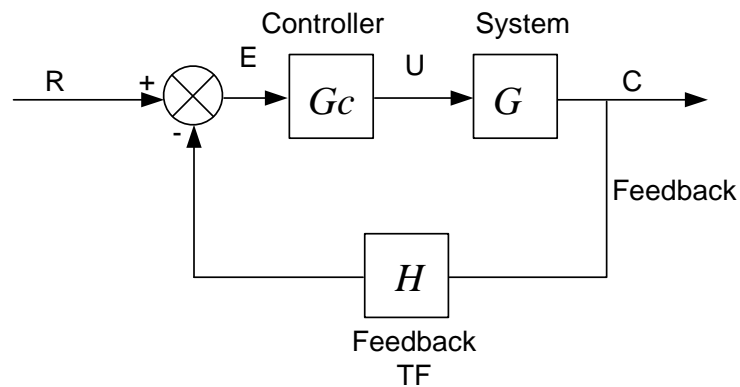 Controller
System
R
+
E
Gc
U
G
C
-
Feedback
H
Feedback
TF